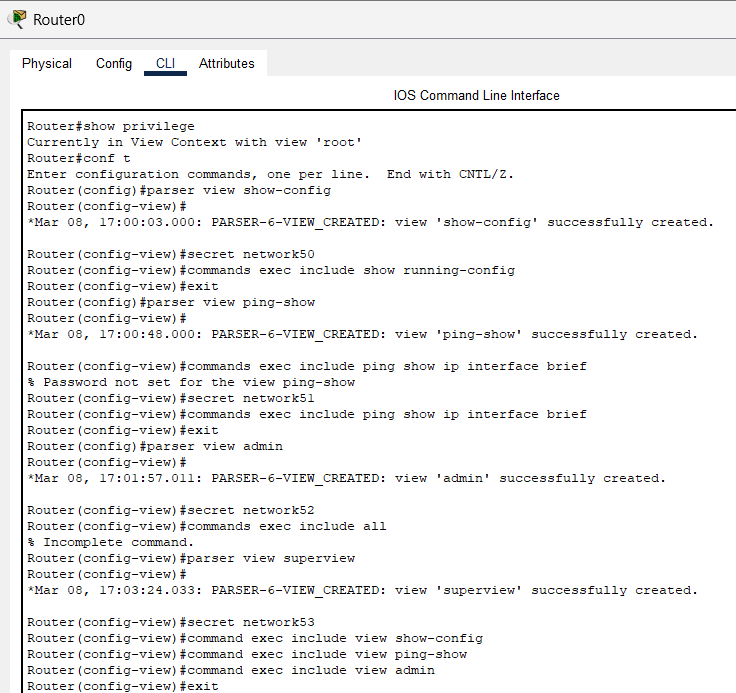 Router0
Physical Config CLI Attributes
IOS Command Line Interface
Router#show privilege
Currently in View Context with view 'root'
Router#conf t
Enter configuration commands, one per line.  End with CNTL/Z.
Router(config)#parser view show-config
Router(config-view)#
*Mar 08, 17:00:03.000: PARSER-6-VIEW_CREATED: view 'show-config' successfully created.
Router(config-view)#secret network50
Router(config-view)#commands exec include show running-config
Router(config-view)#exit
Router(config)#parser view ping-show
Router(config-view)#
*Mar 08, 17:00:48.000: PARSER-6-VIEW_CREATED: view 'ping-show' successfully created.
Router(config-view)#commands exec include ping show ip interface brief
% Password not set for the view ping-show
Router(config-view)#secret network51
Router(config-view)#commands exec include ping show ip interface brief
Router(config-view)#exit
Router(config)#parser view admin
Router(config-view)#
*Mar 08, 17:01:57.011: PARSER-6-VIEW_CREATED: view 'admin' successfully created.
Router(config-view)#secret network52
Router(config-view)#commands exec include all
% Incomplete command.
Router(config-view)#parser view superview
Router(config-view)#
*Mar 08, 17:03:24.033: PARSER-6-VIEW_CREATED: view 'superview' successfully created.
Router(config-view)#secret network53
Router(config-view)#command exec include view show-config
Router(config-view)#command exec include view ping-show
Router(config-view)#command exec include view admin
Router(config-view)#exit